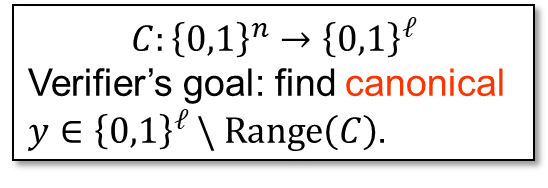 C: {0,1}ⁿ → {0,1}^ℓ
Verifier's goal: find canonical
y ∈ {0,1}^ℓ \ Range(C).